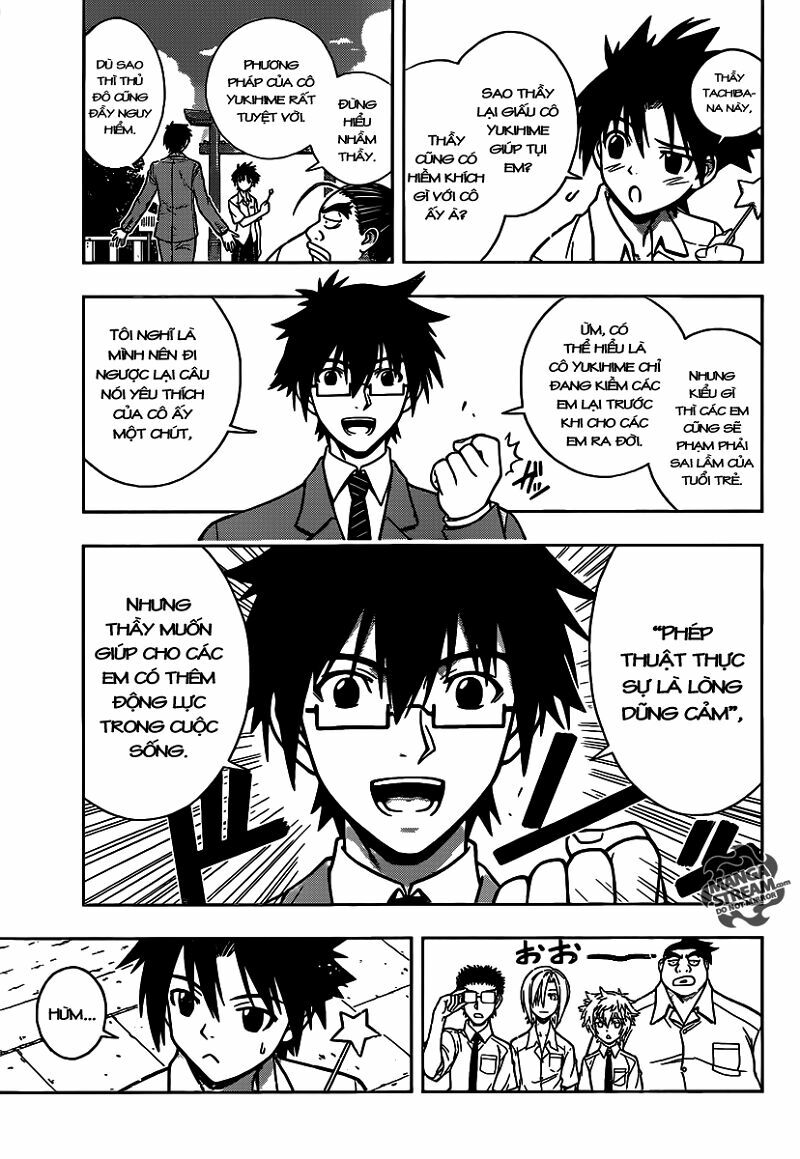 THẦY
TACHIBA-
NA NÀY,
SAO THẦY
LẠI GIẤU CÔ
YUKIHIME
GIÚP TỤI
EM?
THẦY
CŨNG CÓ
HIỀM KHÍCH
GÌ VỚI CÔ
ẤY À?
ĐỪNG
HIỂU
NHẦM
THẦY.
PHƯƠNG
PHÁP CỦA CÔ
YUKIHIME RẤT
TUYỆT VỜI.
DÙ SAO
THÌ THỦ
ĐÔ CŨNG
ĐẦY NGUY
HIỂM.
NHƯNG
KIỂU GÌ
THÌ CÁC EM
CŨNG SẼ
PHẠM PHẢI
SAI LẦM CỦA
TUỔI TRẺ.
ỪM, CÓ
THỂ HIỂU LÀ
CÔ YUKIHIME CHỈ
ĐANG KIỀM CÁC
EM LẠI TRƯỚC
KHI CHO CÁC
EM RA ĐỜI.
TÔI NGHĨ LÀ
MÌNH NÊN ĐI
NGƯỢC LẠI CÂU
NÓI YÊU THÍCH
CỦA CÔ ẤY
MỘT CHÚT,
“PHÉP
THUẬT THỰC
SỰ LÀ LÒNG
DŨNG CẢM”,
NHƯNG
THẦY MUỐN
GIÚP CHO CÁC
EM CÓ THÊM
ĐỘNG LỰC
TRONG CUỘC
SỐNG.
MANGA
STREAM.com
DO NOT MIRROR
おおー
HỪM...